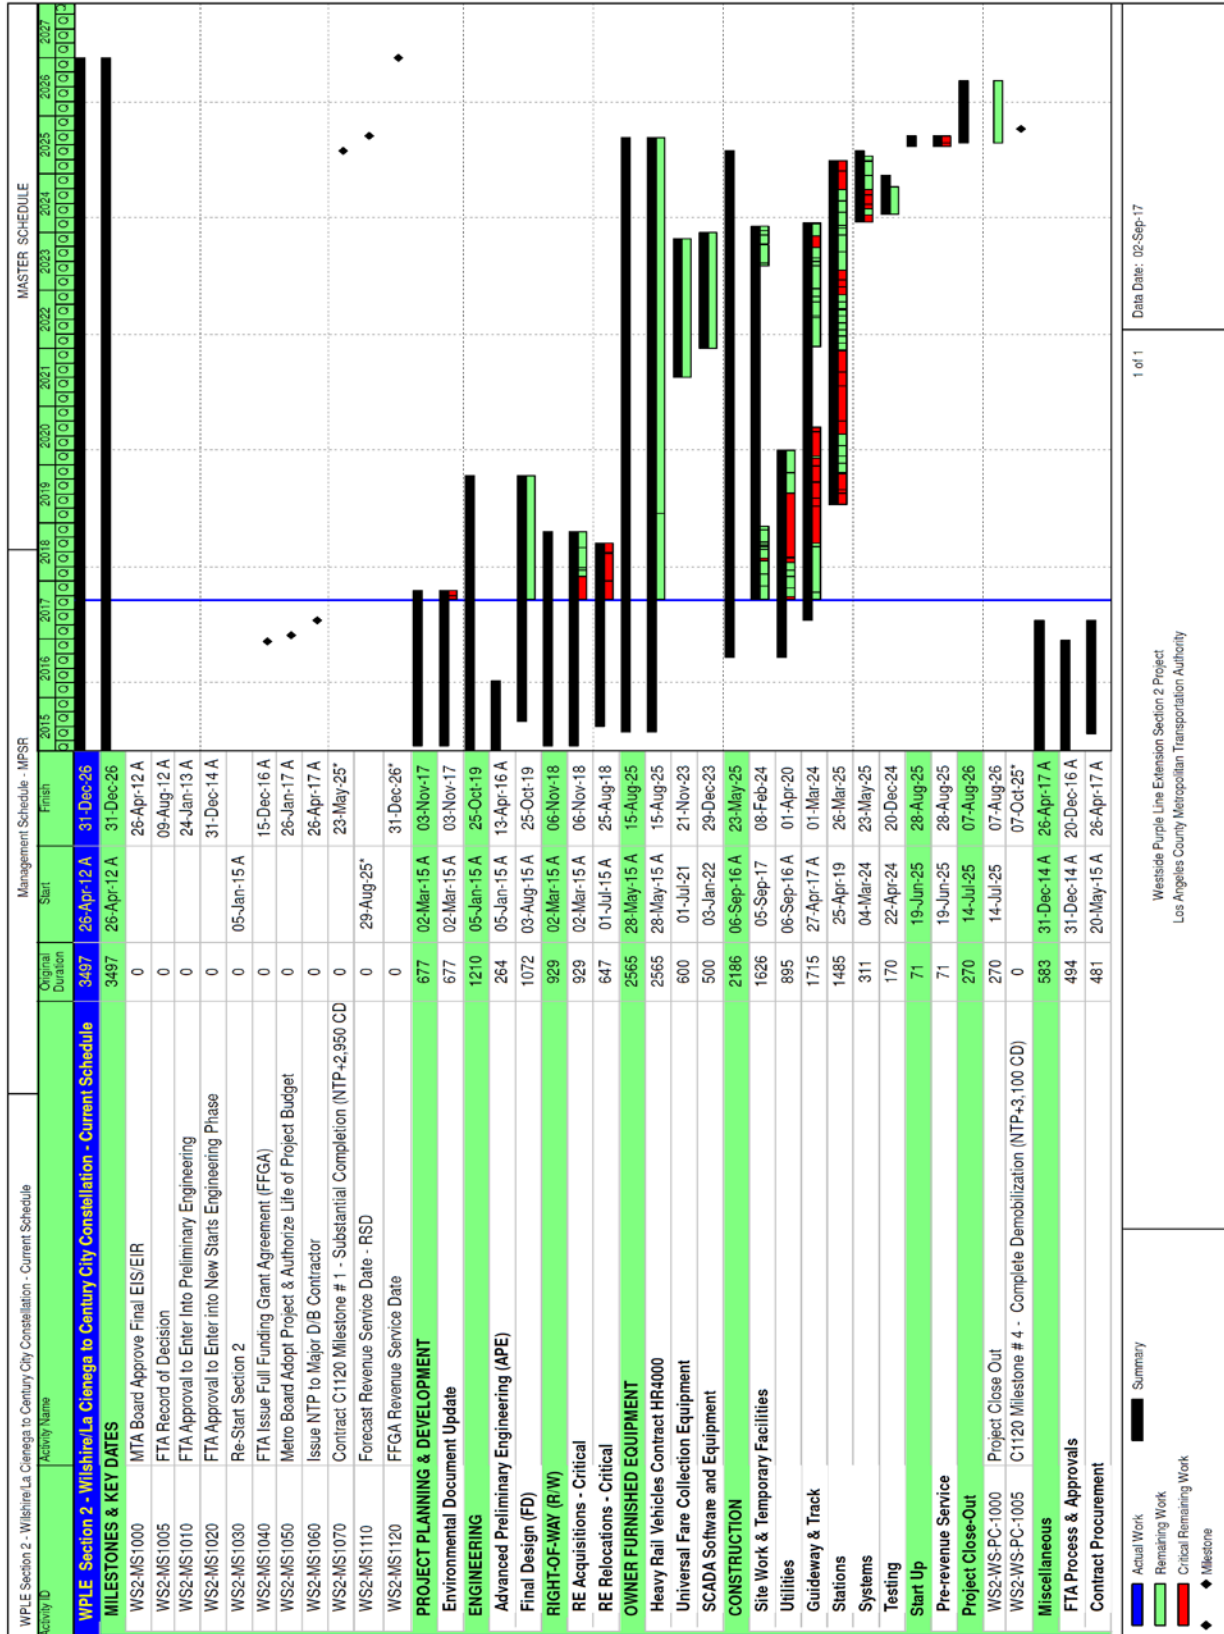 WPLE Section 2 - Wilshire/La Cienega to Century City Constellation - Current Schedule Management Schedule - MPSR MASTER SCHEDULE
Activity ID Activity Name Original Duration Start Finish 2015 2016 2017 2018 2019 2020 2021 2022 2023 2024 2025 2026 2027
Q Q Q Q Q Q Q Q Q Q Q Q Q Q Q Q Q Q Q Q Q Q Q Q Q Q Q Q Q Q Q Q Q Q Q Q Q Q Q Q Q Q Q Q Q Q Q Q Q Q Q Q
WPLE Section 2 - Wilshire/La Cienega to Century City Constellation - Current Schedule 3497 26-Apr-12 A 31-Dec-26
MILESTONES & KEY DATES 3497 26-Apr-12 A 31-Dec-26
WS2-MS1000 MTA Board Approve Final EIS/EIR 0 26-Apr-12 A
WS2-MS1005 FTA Record of Decision 0 09-Aug-12 A
WS2-MS1010 FTA Approval to Enter Into Preliminary Engineering 0 24-Jan-13 A
WS2-MS1020 FTA Approval to Enter into New Starts Engineering Phase 0 31-Dec-14 A
WS2-MS1030 Re-Start Section 2 0 05-Jan-15 A
WS2-MS1040 FTA Issue Full Funding Grant Agreement (FFGA) 0 15-Dec-16 A
WS2-MS1050 Metro Board Adopt Project & Authorize Life of Project Budget 0 26-Jan-17 A
WS2-MS1060 Issue NTP to Major D/B Contractor 0 26-Apr-17 A
WS2-MS1070 Contract C1120 Milestone # 1 - Substantial Completion (NTP+2,950 CD 0 23-May-25*
WS2-MS1110 Forecast Revenue Service Date - RSD 0 29-Aug-25*
WS2-MS1120 FFGA Revenue Service Date 0 31-Dec-26*
PROJECT PLANNING & DEVELOPMENT 677 02-Mar-15 A 03-Nov-17
Environmental Document Update 677 02-Mar-15 A 03-Nov-17
ENGINEERING 1210 05-Jan-15 A 25-Oct-19
Advanced Preliminary Engineering (APE) 264 05-Jan-15 A 13-Apr-16 A
Final Design (FD) 1072 03-Aug-15 A 25-Oct-19
RIGHT-OF-WAY (R/W) 929 02-Mar-15 A 06-Nov-18
RE Acquisitions - Critical 929 02-Mar-15 A 06-Nov-18
RE Relocations - Critical 647 01-Jul-15 A 25-Aug-18
OWNER FURNISHED EQUIPMENT 2565 28-May-15 A 15-Aug-25
Heavy Rail Vehicles Contract HR4000 2565 28-May-15 A 15-Aug-25
Universal Fare Collection Equipment 600 01-Jul-21 21-Nov-23
SCADA Software and Equipment 500 03-Jan-22 29-Dec-23
CONSTRUCTION 2186 06-Sep-16 A 23-May-25
Site Work & Temporary Facilities 1626 05-Sep-17 08-Feb-24
Utilities 895 06-Sep-16 A 01-Apr-20
Guideway & Track 1715 27-Apr-17 A 01-Mar-24
Stations 1485 25-Apr-19 26-Mar-25
Systems 311 04-Mar-24 23-May-25
Testing 170 22-Apr-24 20-Dec-24
Start Up 71 19-Jun-25 28-Aug-25
Pre-revenue Service 71 19-Jun-25 28-Aug-25
Project Close-Out 270 14-Jul-25 07-Aug-26
WS2-WS-PC-1000 Project Close Out 270 14-Jul-25 07-Aug-26
WS2-WS-PC-1005 C1120 Milestone # 4 - Complete Demobilization (NTP+3,100 CD) 0 07-Oct-25*
Miscellaneous 583 31-Dec-14 A 26-Apr-17 A
FTA Process & Approvals 494 31-Dec-14 A 20-Dec-16 A
Contract Procurement 481 20-May-15 A 26-Apr-17 A
Actual Work Summary
Remaining Work
Critical Remaining Work
Milestone
Westside Purple Line Extension Section 2 Project
Los Angeles County Metropolitan Transportation Authority
1 of 1
Data Date: 02-Sep-17